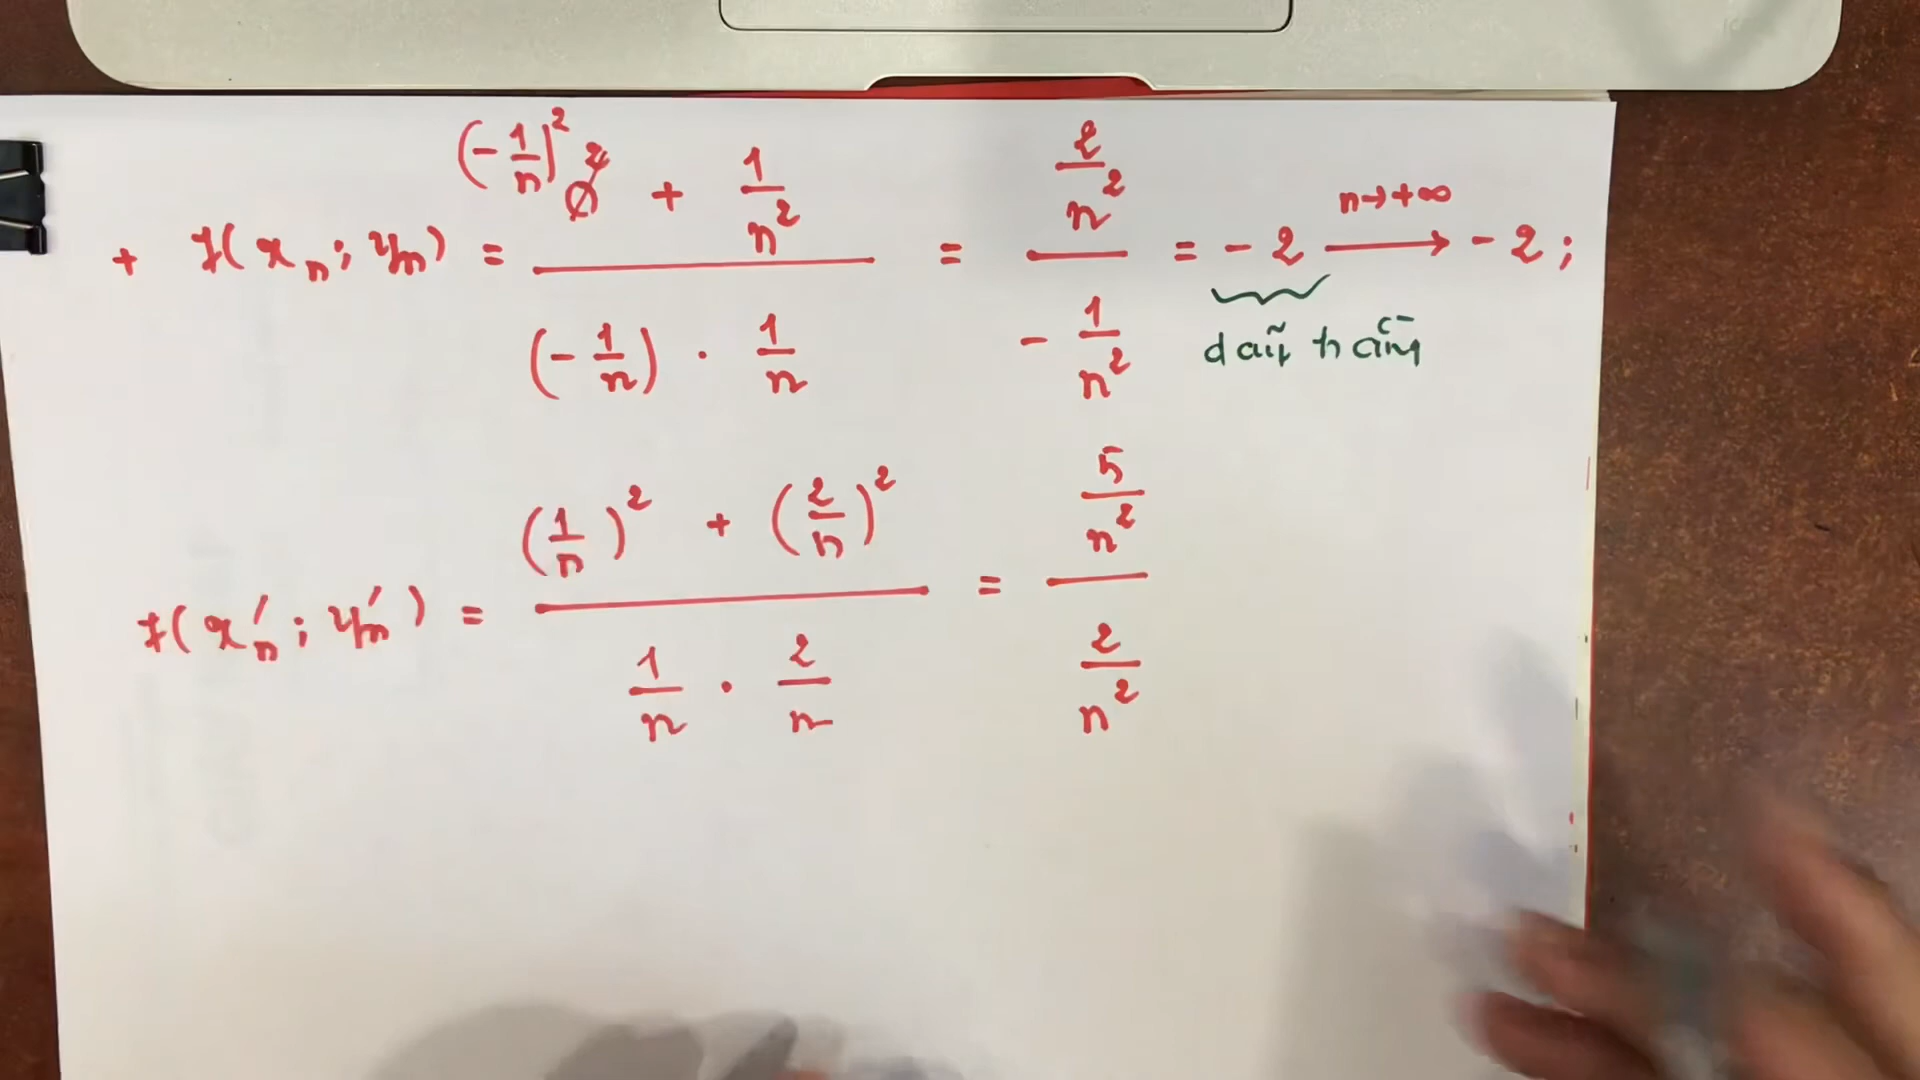 + f(xₙ; yₙ) = ((-1/n)² + 1/n²) / ((-1/n) · 1/n) = (2/n²) / (-1/n²) = -2 —n→+∞→ -2;
dãy hằng
f(x′ₙ; y′ₙ) = ((1/n)² + (2/n)²) / (1/n · 2/n) = (5/n²) / (2/n²)